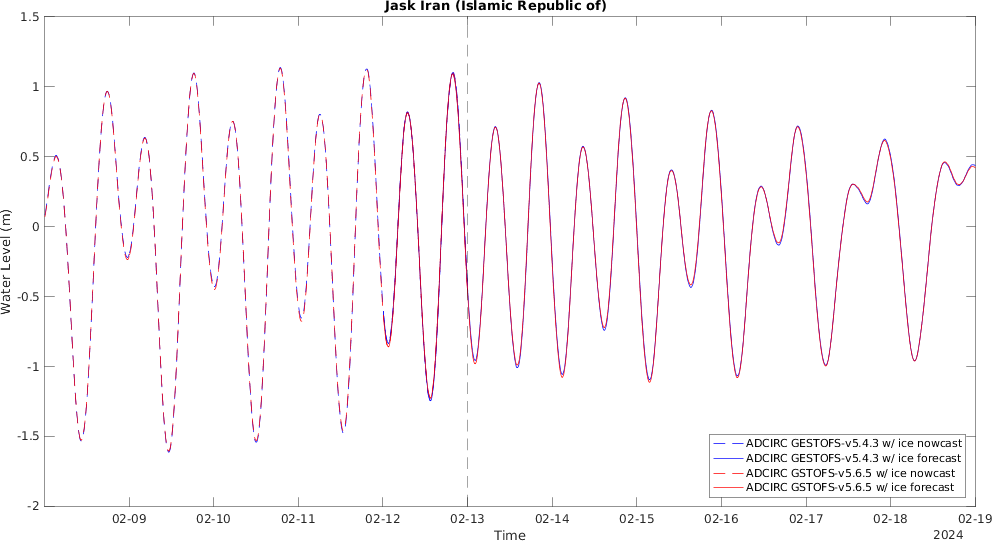 Jask Iran (Islamic Republic of)
1.5
1
0.5
0
-0.5
-1
-1.5
-2
Water Level (m)
ADCIRC GESTOFS-v5.4.3 w/ ice nowcast
ADCIRC GESTOFS-v5.4.3 w/ ice forecast
ADCIRC GSTOFS-v5.6.5 w/ ice nowcast
ADCIRC GSTOFS-v5.6.5 w/ ice forecast
02-09 02-10 02-11 02-12 02-13 02-14 02-15 02-16 02-17 02-18 02-19
Time
2024